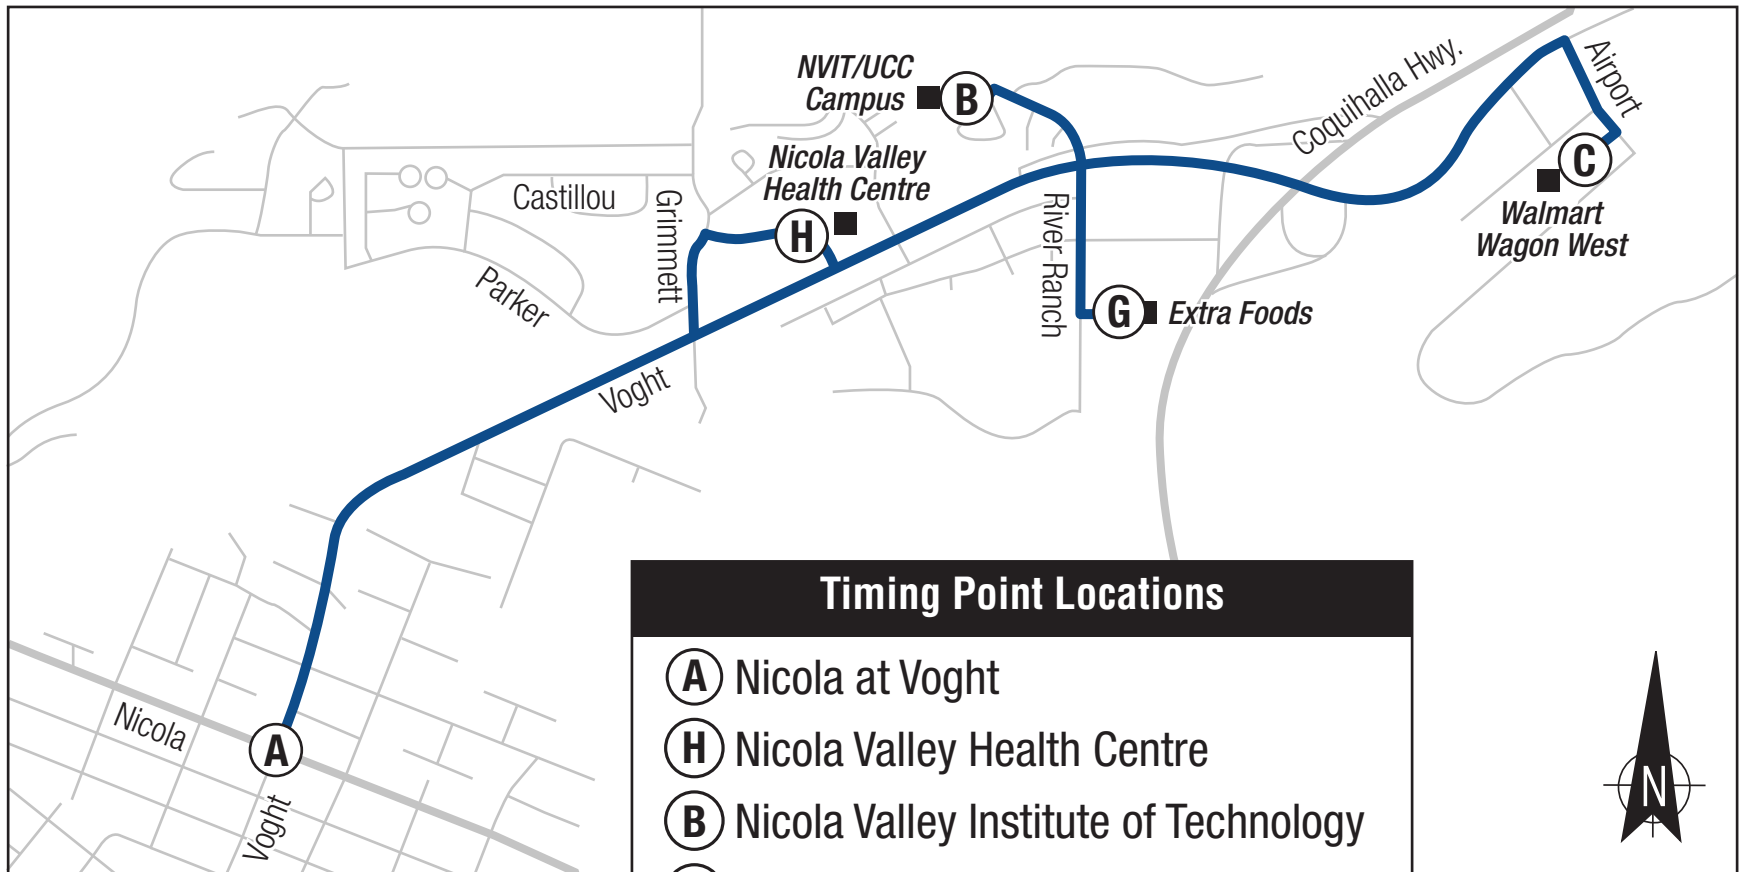 NVIT/UCC
Campus
B
Coquihalla Hwy.
Airport
Nicola Valley
Health Centre
C
Castillou
Grimmett
H
River Ranch
Walmart
Wagon West
Parker
G
Extra Foods
Voght
Timing Point Locations
A Nicola at Voght
H Nicola Valley Health Centre
B Nicola Valley Institute of Technology
Nicola
A
Voght
N